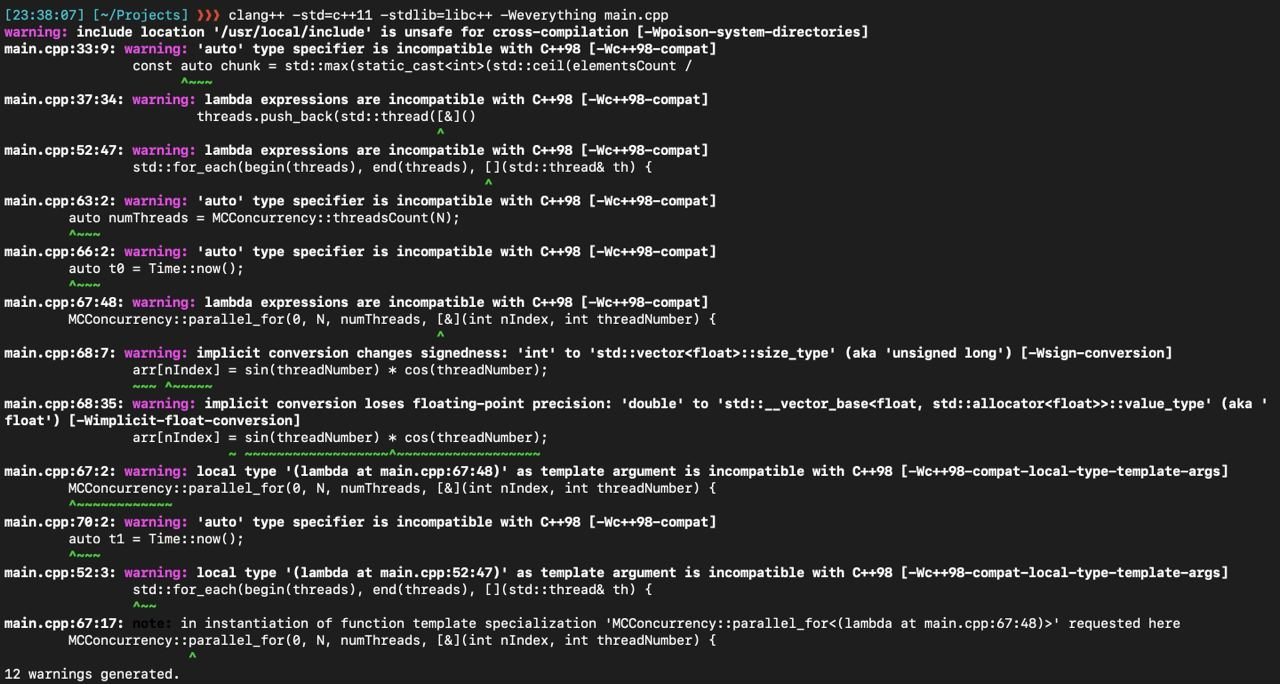 [23:38:07] [~/Projects] ❯❯❯ clang++ -std=c++11 -stdlib=libc++ -Weverything main.cpp
warning: include location '/usr/local/include' is unsafe for cross-compilation [-Wpoison-system-directories]
main.cpp:33:9: warning: 'auto' type specifier is incompatible with C++98 [-Wc++98-compat]
                const auto chunk = std::max(static_cast<int>(std::ceil(elementsCount /
                      ^~~~
main.cpp:37:34: warning: lambda expressions are incompatible with C++98 [-Wc++98-compat]
                        threads.push_back(std::thread([&]()
                                                      ^
main.cpp:52:47: warning: lambda expressions are incompatible with C++98 [-Wc++98-compat]
                std::for_each(begin(threads), end(threads), [](std::thread& th) {
                                                            ^
main.cpp:63:2: warning: 'auto' type specifier is incompatible with C++98 [-Wc++98-compat]
        auto numThreads = MCConcurrency::threadsCount(N);
        ^~~~
main.cpp:66:2: warning: 'auto' type specifier is incompatible with C++98 [-Wc++98-compat]
        auto t0 = Time::now();
        ^~~~
main.cpp:67:48: warning: lambda expressions are incompatible with C++98 [-Wc++98-compat]
        MCConcurrency::parallel_for(0, N, numThreads, [&](int nIndex, int threadNumber) {
                                                      ^
main.cpp:68:7: warning: implicit conversion changes signedness: 'int' to 'std::vector<float>::size_type' (aka 'unsigned long') [-Wsign-conversion]
                arr[nIndex] = sin(threadNumber) * cos(threadNumber);
                ~~~ ^~~~~~
main.cpp:68:35: warning: implicit conversion loses floating-point precision: 'double' to 'std::__vector_base<float, std::allocator<float>>::value_type' (aka '
float') [-Wimplicit-float-conversion]
                arr[nIndex] = sin(threadNumber) * cos(threadNumber);
                            ~ ~~~~~~~~~~~~~~~~~~^~~~~~~~~~~~~~~~~~~
main.cpp:67:2: warning: local type '(lambda at main.cpp:67:48)' as template argument is incompatible with C++98 [-Wc++98-compat-local-type-template-args]
        MCConcurrency::parallel_for(0, N, numThreads, [&](int nIndex, int threadNumber) {
        ^~~~~~~~~~~~~
main.cpp:70:2: warning: 'auto' type specifier is incompatible with C++98 [-Wc++98-compat]
        auto t1 = Time::now();
        ^~~~
main.cpp:52:3: warning: local type '(lambda at main.cpp:52:47)' as template argument is incompatible with C++98 [-Wc++98-compat-local-type-template-args]
                std::for_each(begin(threads), end(threads), [](std::thread& th) {
                ^~~
main.cpp:67:17: note: in instantiation of function template specialization 'MCConcurrency::parallel_for<(lambda at main.cpp:67:48)>' requested here
        MCConcurrency::parallel_for(0, N, numThreads, [&](int nIndex, int threadNumber) {
                       ^
12 warnings generated.